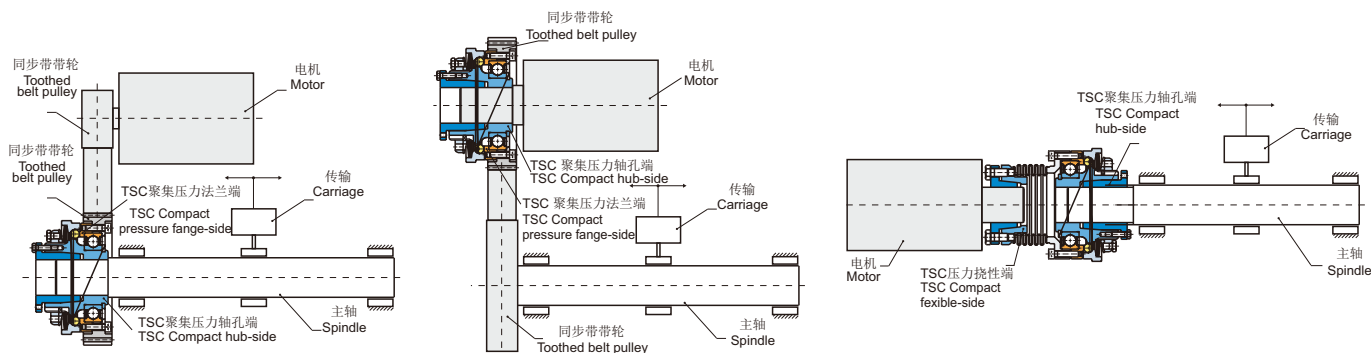 同步带带轮
Toothed
belt pulley
电机
Motor
同步带带轮
Toothed
belt pulley
TSC聚集压力法兰端
TSC Compact
pressure fange-side
传输
Carriage
主轴
Spindle
TSC聚集压力轴孔端
TSC Compact hub-side
同步带带轮
Toothed belt pulley
电机
Motor
TSC 聚集压力轴孔端
TSC Compact hub-side
TSC 聚集压力法兰端
TSC Compact
pressure fange-side
传输
Carriage
主轴
Spindle
同步带带轮
Toothed belt pulley
TSC聚集压力轴孔端
TSC Compact
hub-side
传输
Carriage
电机
Motor
TSC压力挠性端
TSC Compact
fexible-side
主轴
Spindle